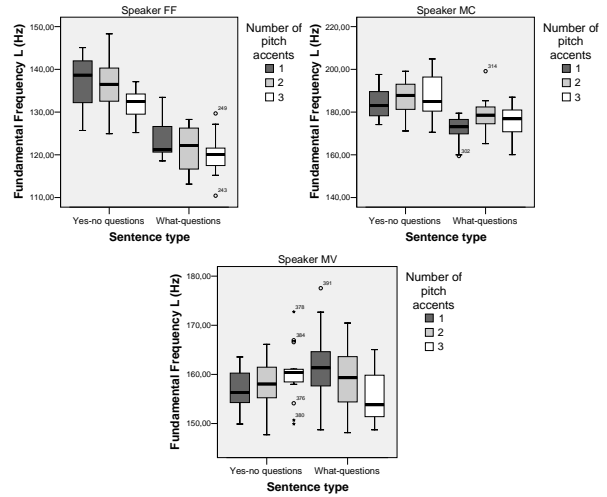 Speaker FF
Fundamental Frequency L (Hz)
150,00
140,00
130,00
120,00
110,00
249
243
Yes-no questions What-questions
Sentence type
Number of
pitch
accents
1
2
3
Speaker MC
Fundamental Frequency L (Hz)
220,00
200,00
180,00
160,00
140,00
314
302
Yes-no questions What-questions
Sentence type
Number of
pitch
accents
1
2
3
Speaker MV
Fundamental Frequency L (Hz)
180,00
170,00
160,00
150,00
391
378
384
376
380
Yes-no questions What-questions
Sentence type
Number of
pitch
accents
1
2
3